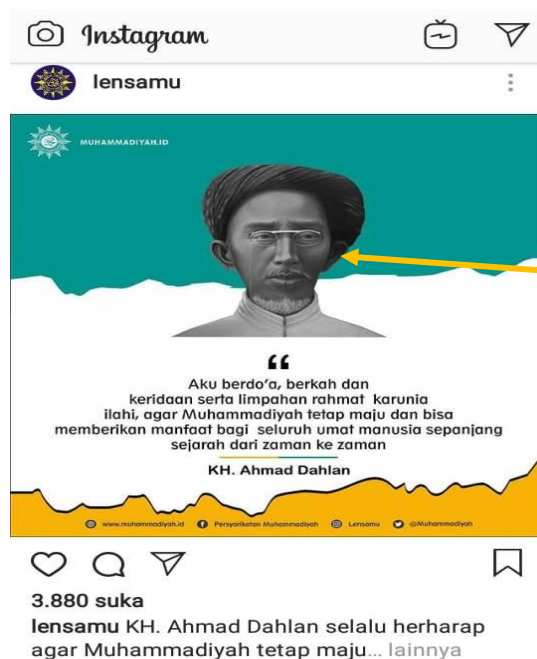 Instagram
lensamu
MUHAMMADIYAH.ID
“
Aku berdo’a, berkah dan
keridaan serta limpahan rahmat karunia
ilahi, agar Muhammadiyah tetap maju dan bisa
memberikan manfaat bagi seluruh umat manusia sepanjang
sejarah dari zaman ke zaman
KH. Ahmad Dahlan
www.muhammadiyah.id Persyarikatan Muhammadiyah Lensamu @Muhammadiyah
3.880 suka
lensamu KH. Ahmad Dahlan selalu herharap
agar Muhammadiyah tetap maju... lainnya